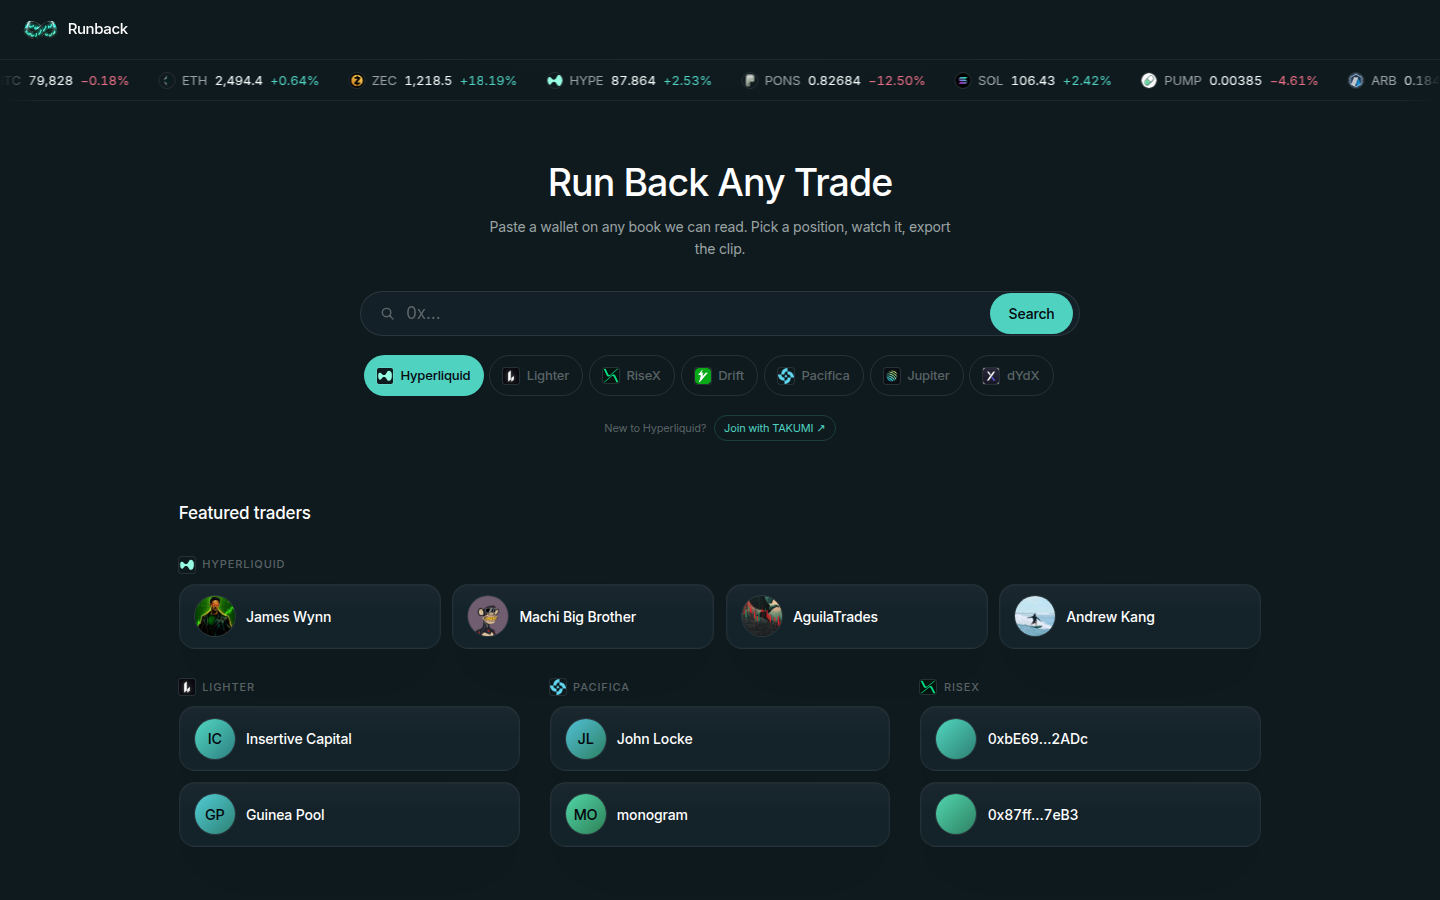 Runback
TC 79,828 −0.18% ETH 2,494.4 +0.64% ZEC 1,218.5 +18.19% HYPE 87.864 +2.53% PONS 0.82684 −12.50% SOL 106.43 +2.42% PUMP 0.00385 −4.61% ARB 0.184
Run Back Any Trade
Paste a wallet on any book we can read. Pick a position, watch it, export
the clip.
0x... Search
Hyperliquid Lighter RiseX Drift Pacifica Jupiter dYdX
New to Hyperliquid? Join with TAKUMI ↗
Featured traders
HYPERLIQUID
James Wynn Machi Big Brother AguilaTrades Andrew Kang
LIGHTER PACIFICA RISEX
IC Insertive Capital JL John Locke 0xbE69...2ADc
GP Guinea Pool MO monogram 0x87ff...7eB3